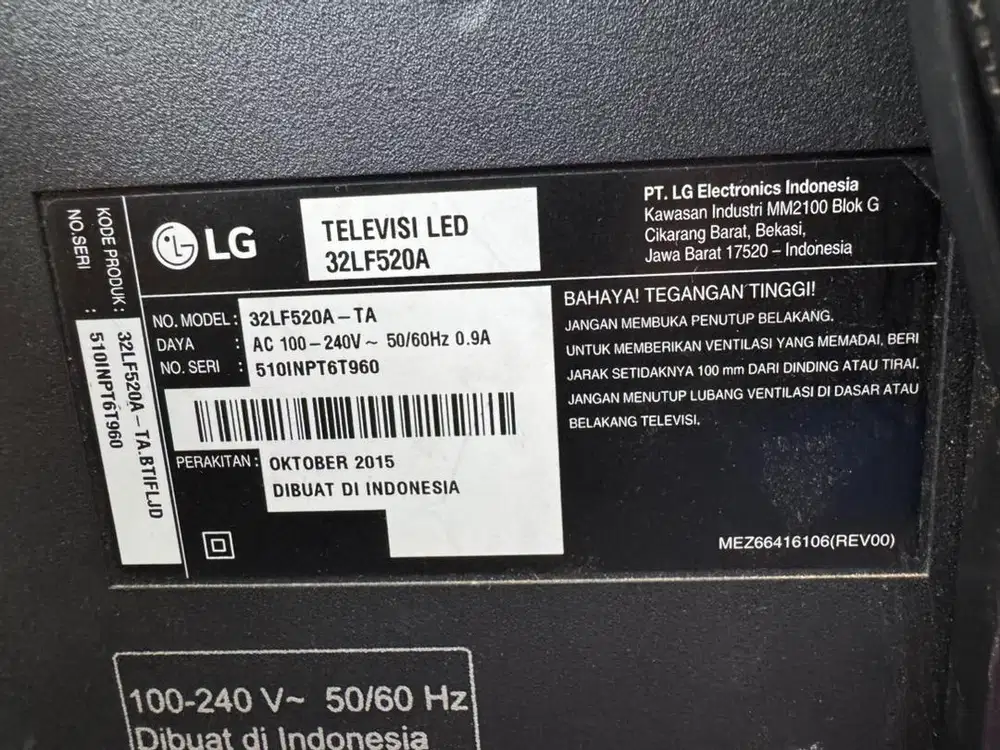 KODE PRODUK : 32LF520A-TA.BTIFLJD
NO.SERI : 510INPT6T960
LG
TELEVISI LED
32LF520A
PT. LG Electronics Indonesia
Kawasan Industri MM2100 Blok G
Cikarang Barat, Bekasi,
Jawa Barat 17520 – Indonesia
NO. MODEL : 32LF520A-TA
DAYA : AC 100-240V~ 50/60Hz 0.9A
NO. SERI : 510INPT6T960
PERAKITAN : OKTOBER 2015
DIBUAT DI INDONESIA
BAHAYA! TEGANGAN TINGGI!
JANGAN MEMBUKA PENUTUP BELAKANG.
UNTUK MEMBERIKAN VENTILASI YANG MEMADAI, BERI
JARAK SETIDAKNYA 100 mm DARI DINDING ATAU TIRAI.
JANGAN MENUTUP LUBANG VENTILASI DI DASAR ATAU
BELAKANG TELEVISI.
MEZ66416106(REV00)
100-240 V~ 50/60 Hz
Dibuat di Indonesia